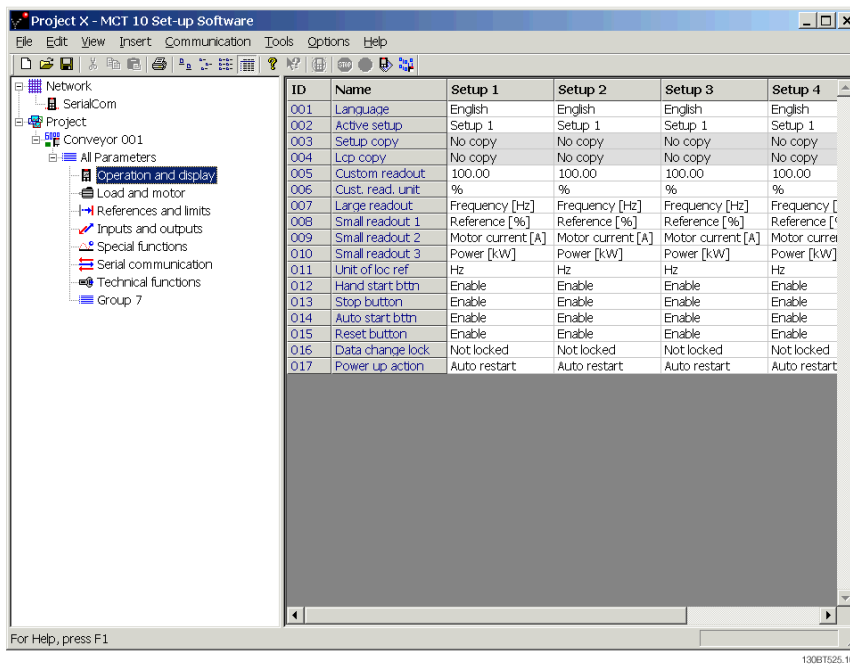 Project X - MCT 10 Set-up Software
File Edit View Insert Communication Tools Options Help
Network
SerialCom
Project
Conveyor 001
All Parameters
Operation and display
Load and motor
References and limits
Inputs and outputs
Special functions
Serial communication
Technical functions
Group 7
ID Name Setup 1 Setup 2 Setup 3 Setup 4
001 Language English English English English
002 Active setup Setup 1 Setup 1 Setup 1 Setup 1
003 Setup copy No copy No copy No copy No copy
004 Lcp copy No copy No copy No copy No copy
005 Custom readout 100.00 100.00 100.00 100.00
006 Cust. read. unit % % % %
007 Large readout Frequency [Hz] Frequency [Hz] Frequency [Hz] Frequency [
008 Small readout 1 Reference [%] Reference [%] Reference [%] Reference [
009 Small readout 2 Motor current [A] Motor current [A] Motor current [A] Motor curre
010 Small readout 3 Power [kW] Power [kW] Power [kW] Power [kW]
011 Unit of loc ref Hz Hz Hz Hz
012 Hand start bttn Enable Enable Enable Enable
013 Stop button Enable Enable Enable Enable
014 Auto start bttn Enable Enable Enable Enable
015 Reset button Enable Enable Enable Enable
016 Data change lock Not locked Not locked Not locked Not locked
017 Power up action Auto restart Auto restart Auto restart Auto restart
For Help, press F1
130BT525.1